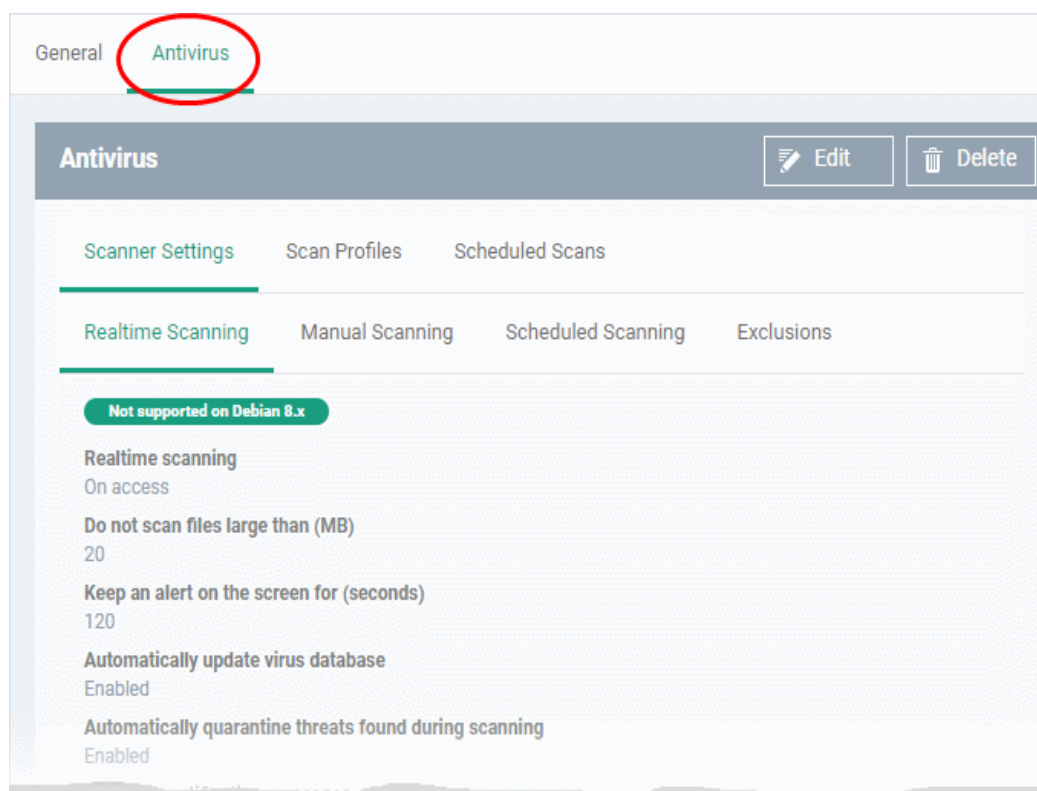 General Antivirus
Antivirus Edit Delete
Scanner Settings Scan Profiles Scheduled Scans
Realtime Scanning Manual Scanning Scheduled Scanning Exclusions
Not supported on Debian 8.x
Realtime scanning
On access
Do not scan files large than (MB)
20
Keep an alert on the screen for (seconds)
120
Automatically update virus database
Enabled
Automatically quarantine threats found during scanning
Enabled